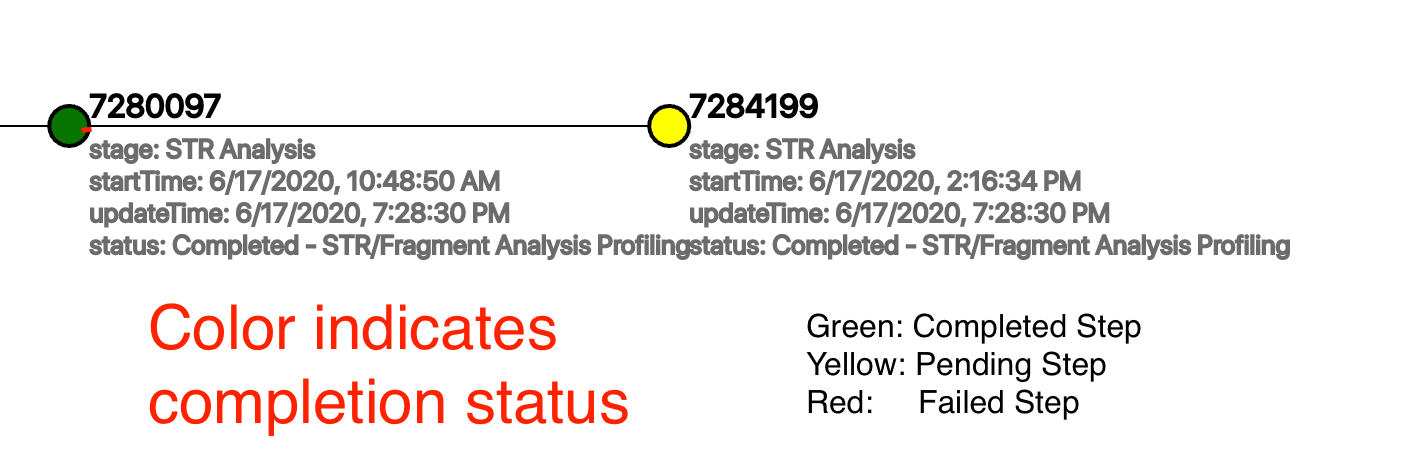 7280097
stage: STR Analysis
startTime: 6/17/2020, 10:48:50 AM
updateTime: 6/17/2020, 7:28:30 PM
status: Completed - STR/Fragment Analysis Profiling
7284199
stage: STR Analysis
startTime: 6/17/2020, 2:16:34 PM
updateTime: 6/17/2020, 7:28:30 PM
status: Completed - STR/Fragment Analysis Profiling
Color indicates
completion status
Green: Completed Step
Yellow: Pending Step
Red: Failed Step